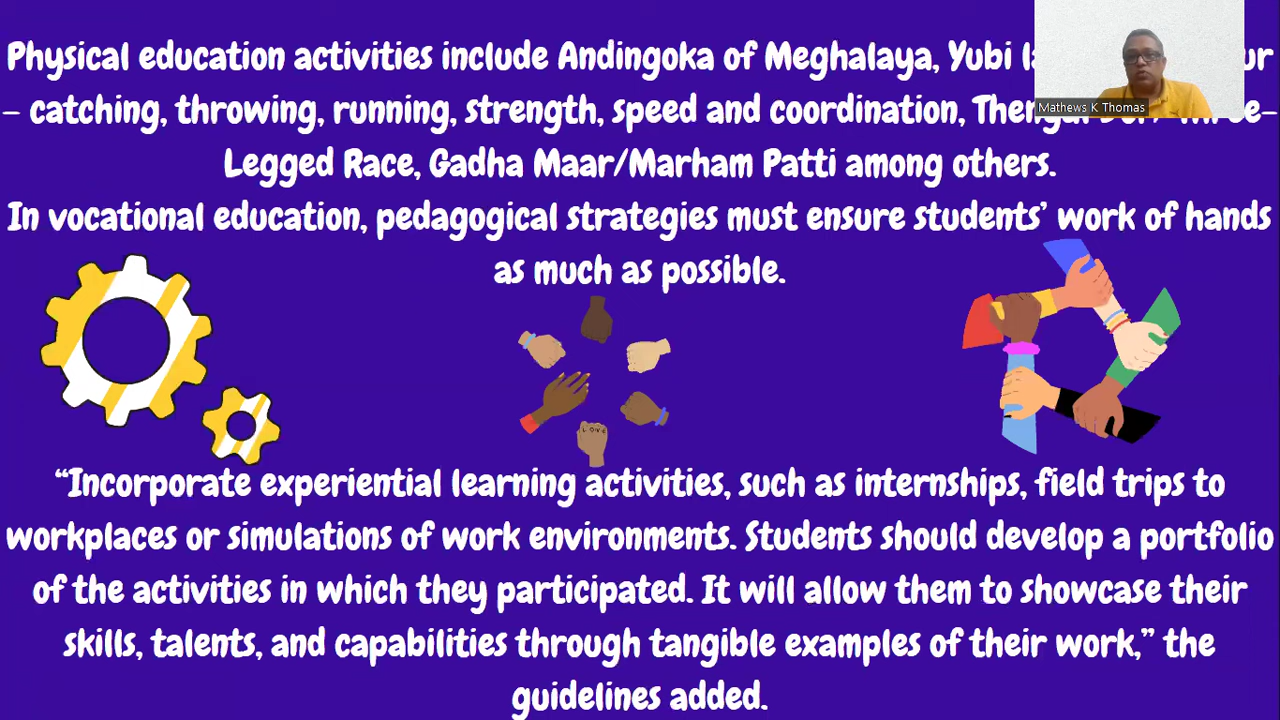 Physical education activities include Andingoka of Meghalaya, Yubi ur
– catching, throwing, running, strength, speed and coordination,
Legged Race, Gadha Maar/Marham Patti among others.
In vocational education, pedagogical strategies must ensure students’ work of hands
as much as possible.
“Incorporate experiential learning activities, such as internships, field trips to
workplaces or simulations of work environments. Students should develop a portfolio
of the activities in which they participated. It will allow them to showcase their
skills, talents, and capabilities through tangible examples of their work,” the
guidelines added.
Mathews K Thomas
LOVE